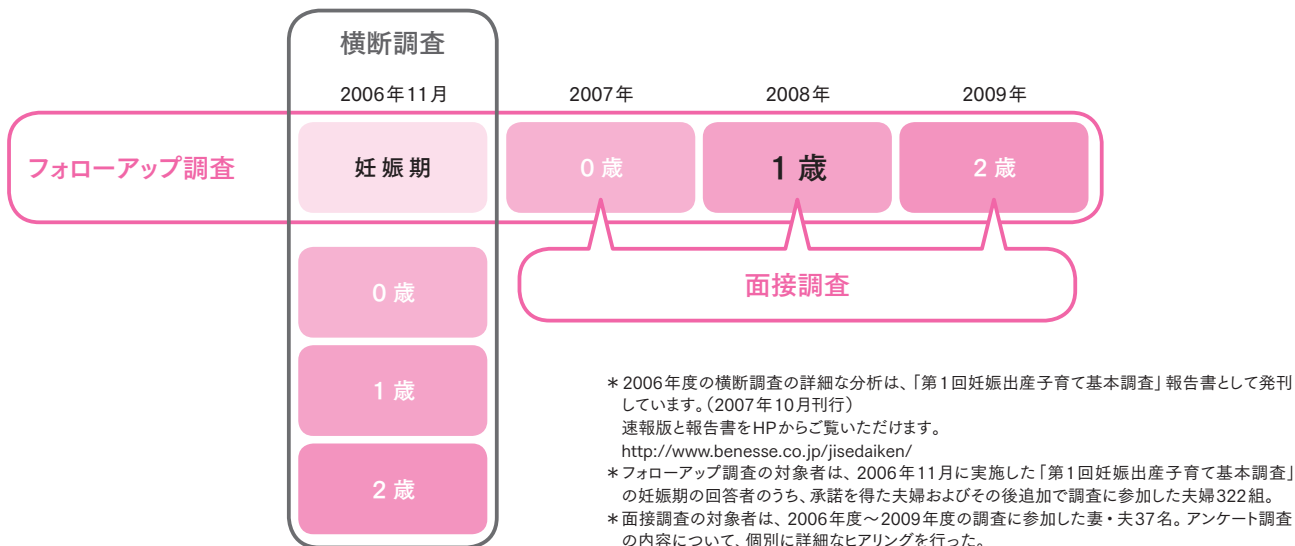 横断調査
2006年11月
2007年
2008年
2009年
フォローアップ調査
妊娠期
0歳
1歳
2歳
面接調査
0歳
1歳
2歳
＊2006年度の横断調査の詳細な分析は、「第1回妊娠出産子育て基本調査」報告書として発刊
しています。（2007年10月刊行）
速報版と報告書をHPからご覧いただけます。
http://www.benesse.co.jp/jisedaiken/
＊フォローアップ調査の対象者は、2006年11月に実施した「第1回妊娠出産子育て基本調査」
の妊娠期の回答者のうち、承諾を得た夫婦およびその後追加で調査に参加した夫婦322組。
＊面接調査の対象者は、2006年度～2009年度の調査に参加した妻・夫37名。アンケート調査
の内容について、個別に詳細なヒアリングを行った。